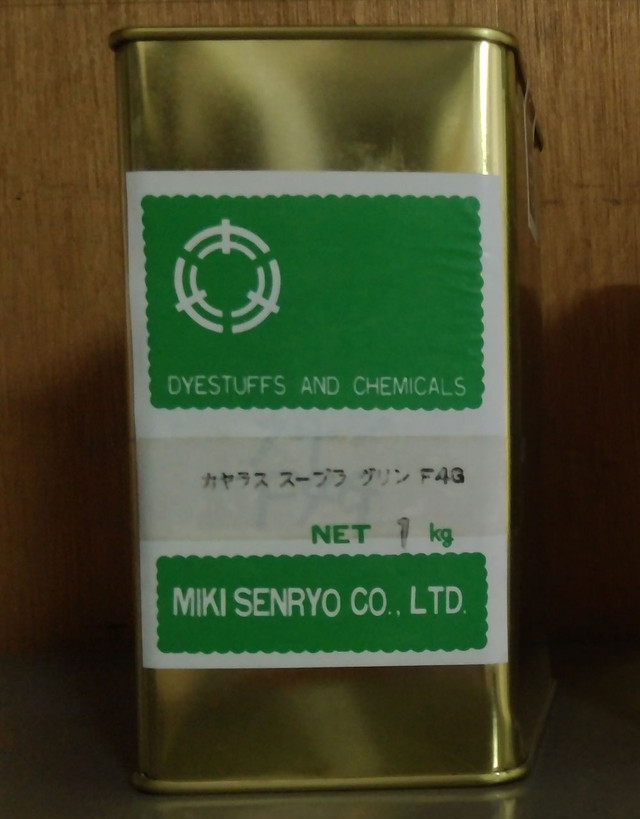 DYESTUFFS AND CHEMICALS
カヤラス スープラ グリン F4G
NET 1 kg
MIKI SENRYO CO., LTD.